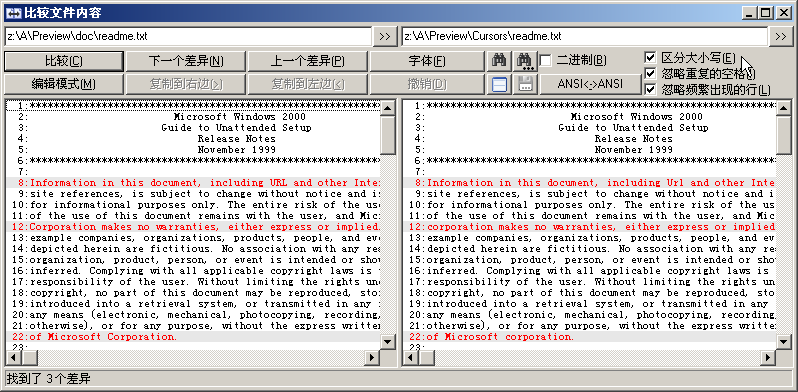 比较文件内容
z:\A\Preview\doc\readme.txt >> z:\A\Preview\Cursors\readme.txt >>
比较(C) 下一个差异(N) 上一个差异(P) 字体(F) 二进制(B) 区分大小写(E)
忽略重复的空格(V)
编辑模式(M) 复制到右边(>) 复制到左边(<) 撤销(D) ANSI<->ANSI 忽略频繁出现的行(L)
1:****************************************************
2: Microsoft Windows 2000
3: Guide to Unattended Setup
4: Release Notes
5: November 1999
6:****************************************************
7:
8:Information in this document, including URL and other Inte
9:site references, is subject to change without notice and i
10:for informational purposes only. The entire risk of the use
11:of the use of this document remains with the user, and Mic
12:Corporation makes no warranties, either express or implied
13:example companies, organizations, products, people, and ev
14:depicted herein are fictitious. No association with any re
15:organization, product, person, or event is intended or sho
16:inferred. Complying with all applicable copyright laws is
17:responsibility of the user. Without limiting the rights un
18:copyright, no part of this document may be reproduced, sto
19:introduced into a retrieval system, or transmitted in any
20:any means (electronic, mechanical, photocopying, recording,
21:otherwise), or for any purpose, without the express writte
22:of Microsoft Corporation.
23:
1:****************************************************
2: Microsoft Windows 2000
3: Guide to Unattended Setup
4: Release Notes
5: November 1999
6:****************************************************
7:
8:Information in this document, including Url and other Inte
9:site references, is subject to change without notice and i
10:for informational purposes only. The entire risk of the use
11:of the use of this document remains with the user, and Mic
12:corporation makes no warranties, either express or implied
13:example companies, organizations, products, people, and ev
14:depicted herein are fictitious. No association with any re
15:organization, product, person, or event is intended or sho
16:inferred. Complying with all applicable copyright laws is
17:responsibility of the user. Without limiting the rights un
18:copyright, no part of this document may be reproduced, sto
19:introduced into a retrieval system, or transmitted in any
20:any means (electronic, mechanical, photocopying, recording,
21:otherwise), or for any purpose, without the express writte
22:of Microsoft corporation.
23:
找到了 3个差异